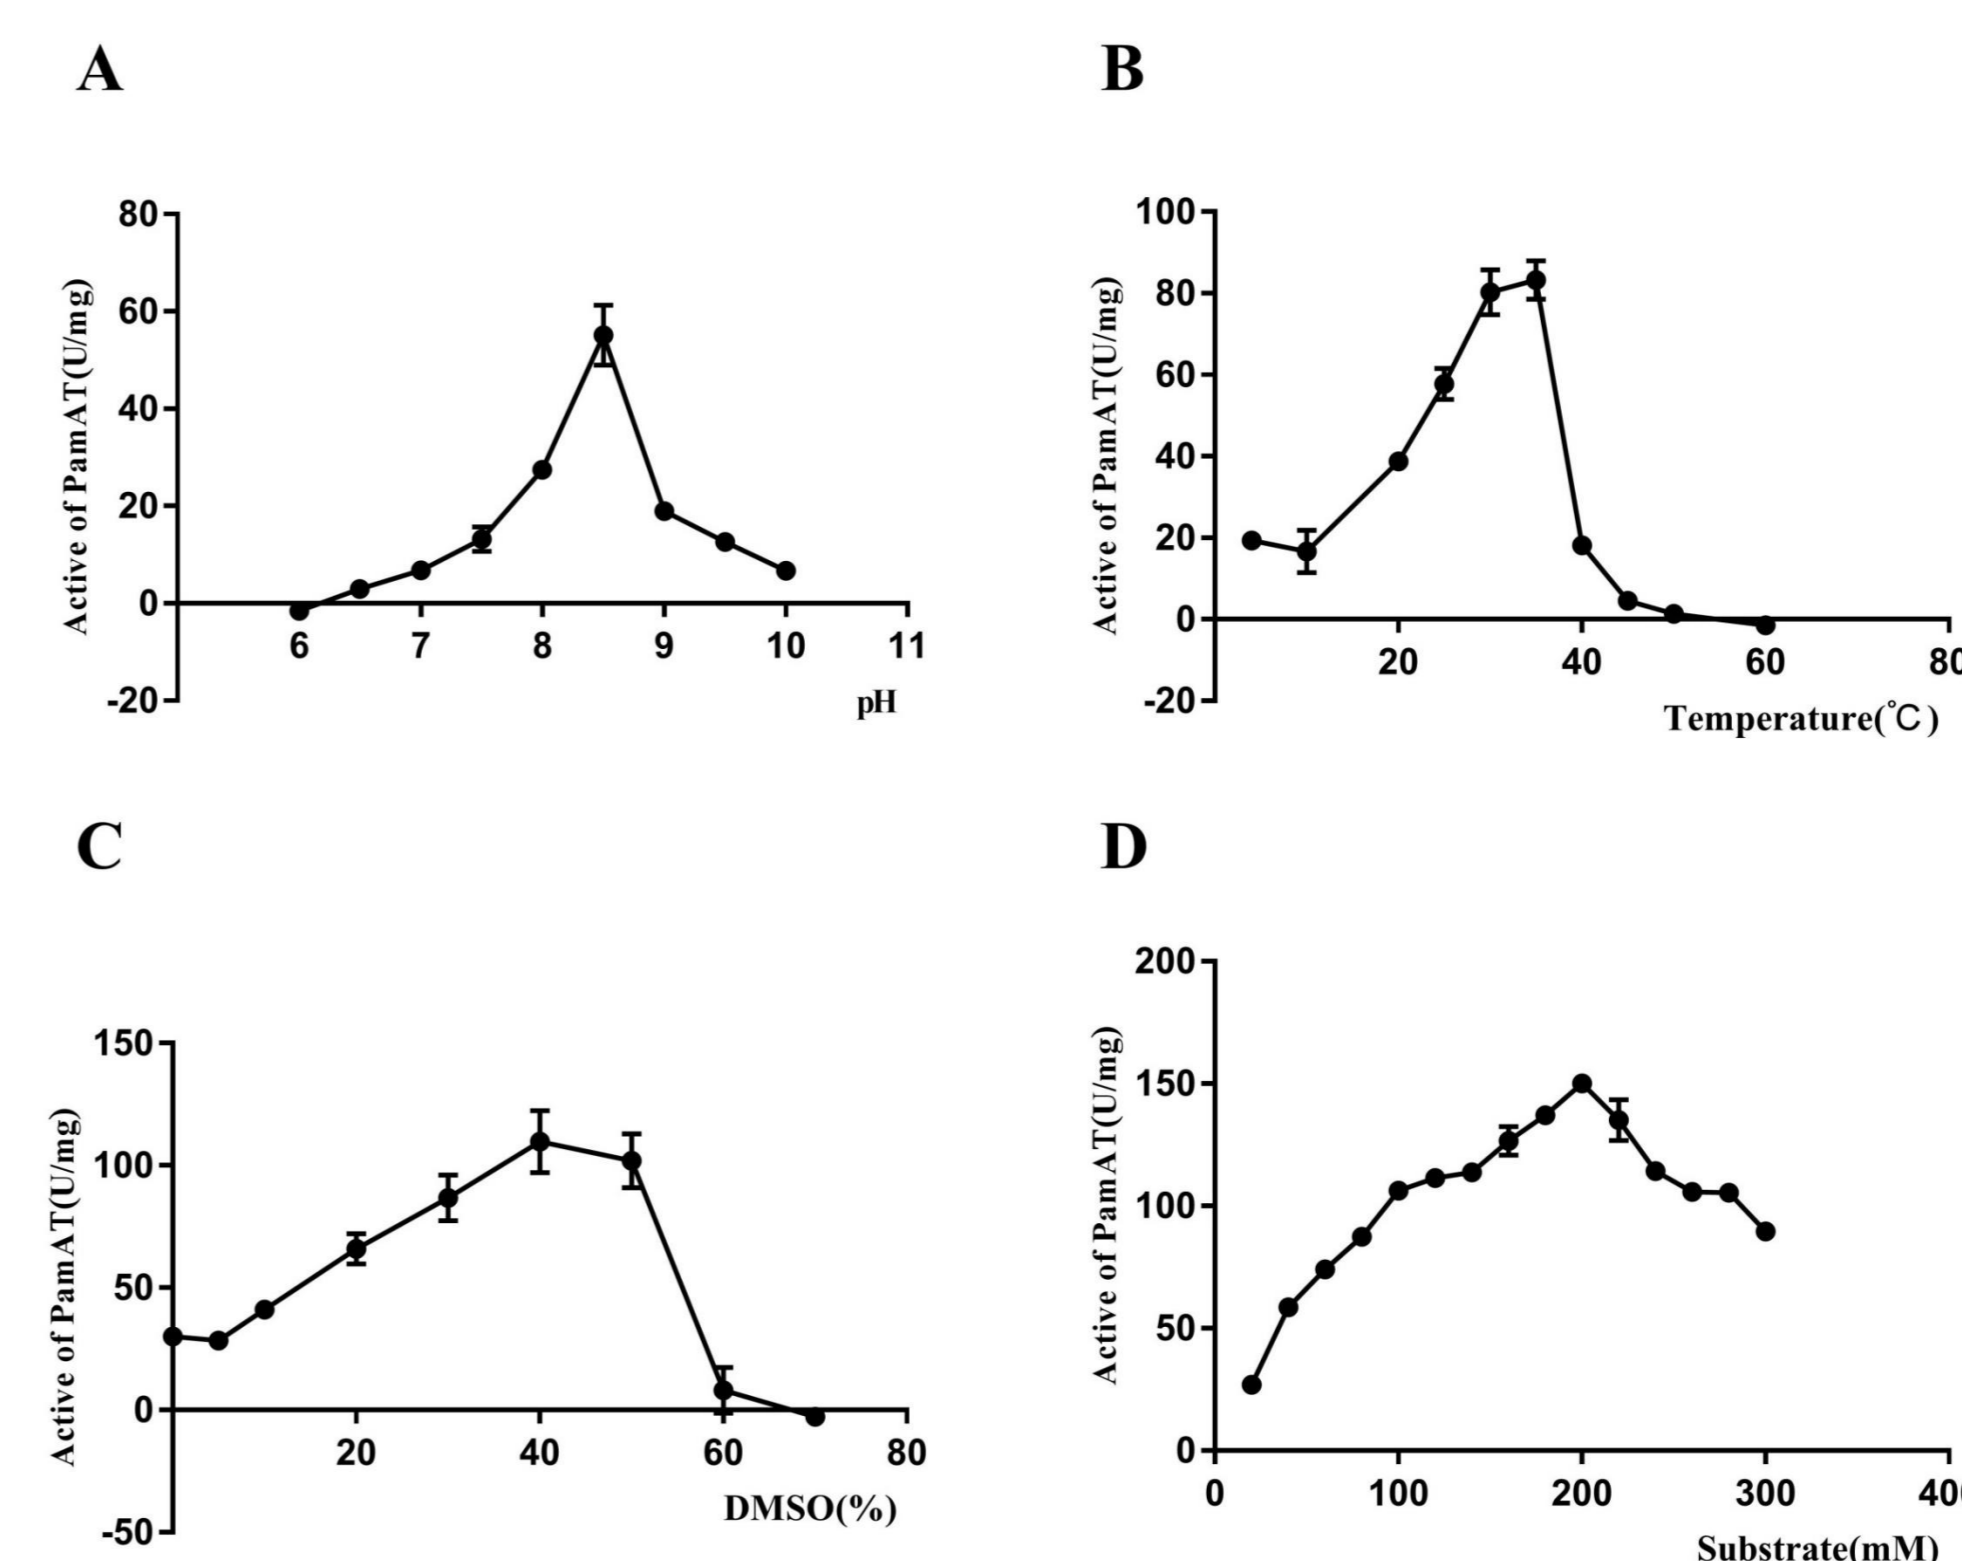 A
Active of PamAT(U/mg)
80
60
40
20
0
-20
6 7 8 9 10 11
pH
B
Active of PamAT(U/mg)
100
80
60
40
20
0
-20
20 40 60 80
Temperature(℃)
C
Active of PamAT(U/mg)
150
100
50
0
-50
20 40 60 80
DMSO(%)
D
Active of PamAT(U/mg)
200
150
100
50
0
0 100 200 300 400
Substrate(mM)